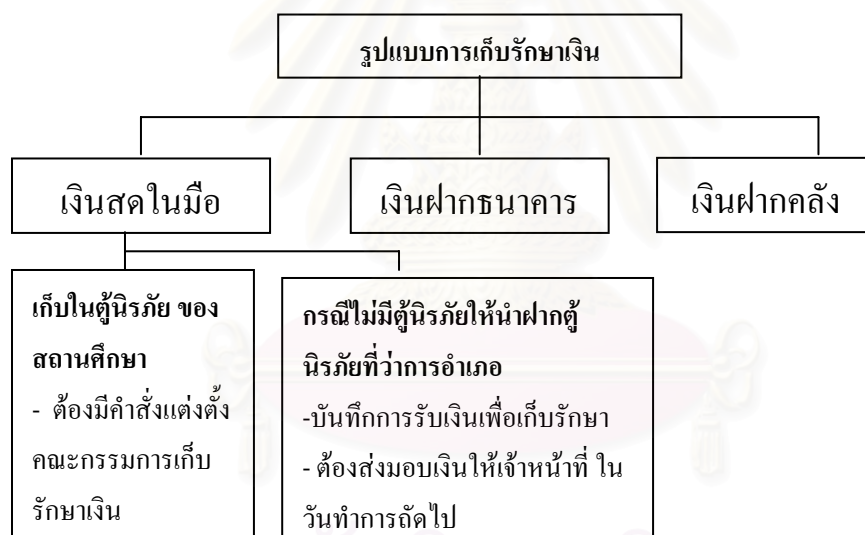 รูปแบบการเก็บรักษาเงิน
เงินสดในมือ
เงินฝากธนาคาร
เงินฝากคลัง
เก็บในตู้นิรภัย ของ
สถานศึกษา
- ต้องมีคำสั่งแต่งตั้ง
คณะกรรมการเก็บ
รักษาเงิน
กรณีไม่มีตู้นิรภัยให้นำฝากตู้
นิรภัยที่ว่าการอำเภอ
-บันทึกการรับเงินเพื่อเก็บรักษา
- ต้องส่งมอบเงินให้เจ้าหน้าที่ ใน
วันทำการถัดไป